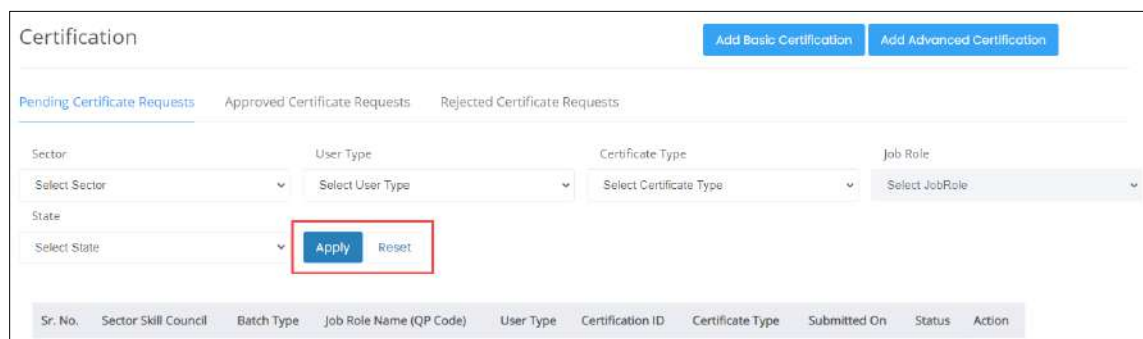 Certification Add Basic Certification Add Advanced Certification
Pending Certificate Requests Approved Certificate Requests Rejected Certificate Requests
Sector User Type Certificate Type Job Role
Select Sector Select User Type Select Certificate Type Select JobRole
State
Select State Apply Reset
Sr. No. Sector Skill Council Batch Type Job Role Name (QP Code) User Type Certification ID Certificate Type Submitted On Status Action